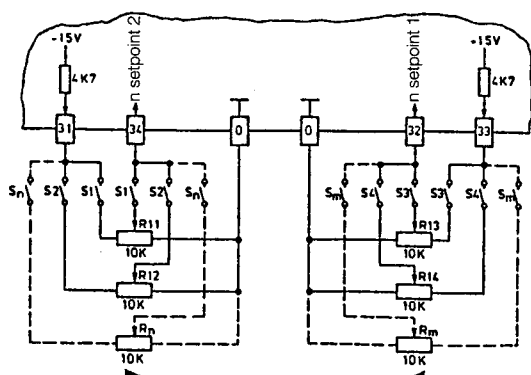 -15V
n setpoint 2
n setpoint 1
-15V
4K7
4K7
31
34
0
0
32
33
Sn
S2
S1
S1
S2
Sn
Sm
S4
S3
S3
S4
Sm
R11
10K
R13
10K
R12
10K
R14
10K
Rn
10K
Rm
10K